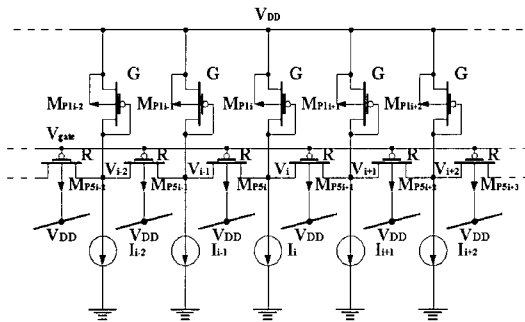 VDD
G G G G G
MP1i-2 MP1i-1 MP1i MP1i+1 MP1i+2
Vgate
R R R R R R
Vi-2 Vi-1 Vi Vi+1 Vi+2
MP5i-1 MP5i MP5i+1 MP5i+2 MP5i+3
VDD VDD VDD VDD VDD VDD
Ii-2 Ii-1 Ii Ii+1 Ii+2